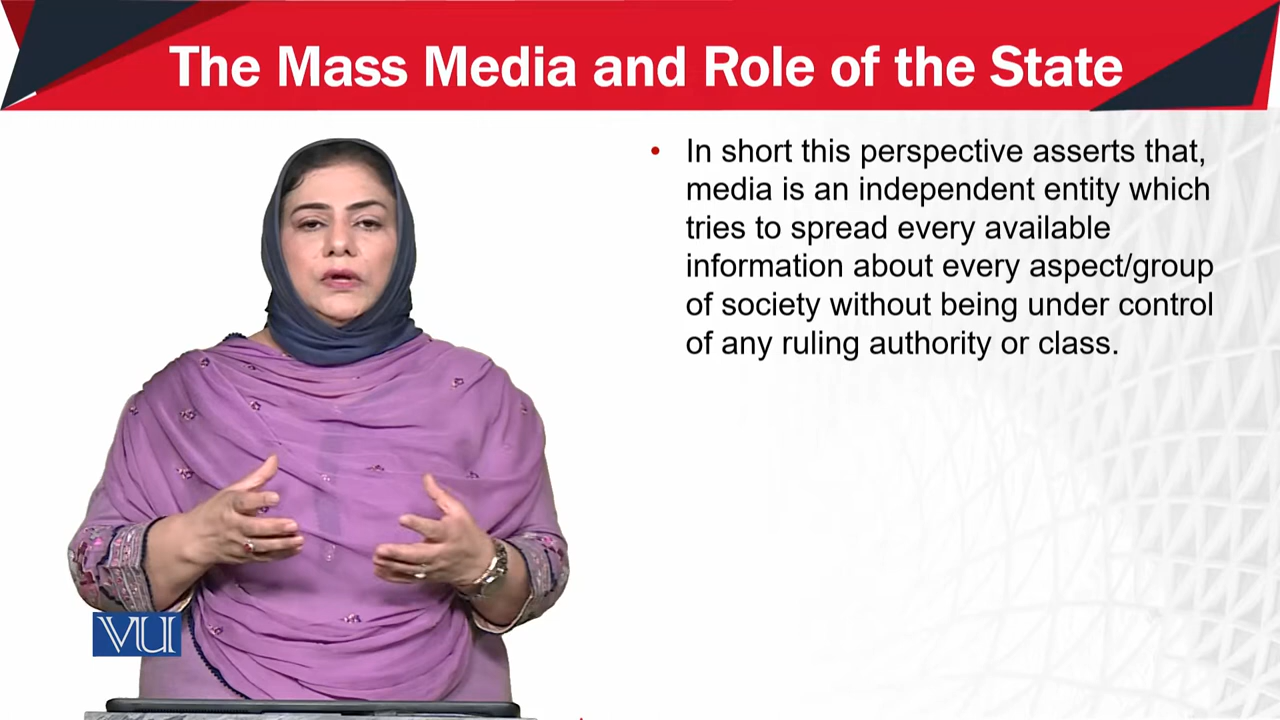 The Mass Media and Role of the State
• In short this perspective asserts that,
media is an independent entity which
tries to spread every available
information about every aspect/group
of society without being under control
of any ruling authority or class.
VU